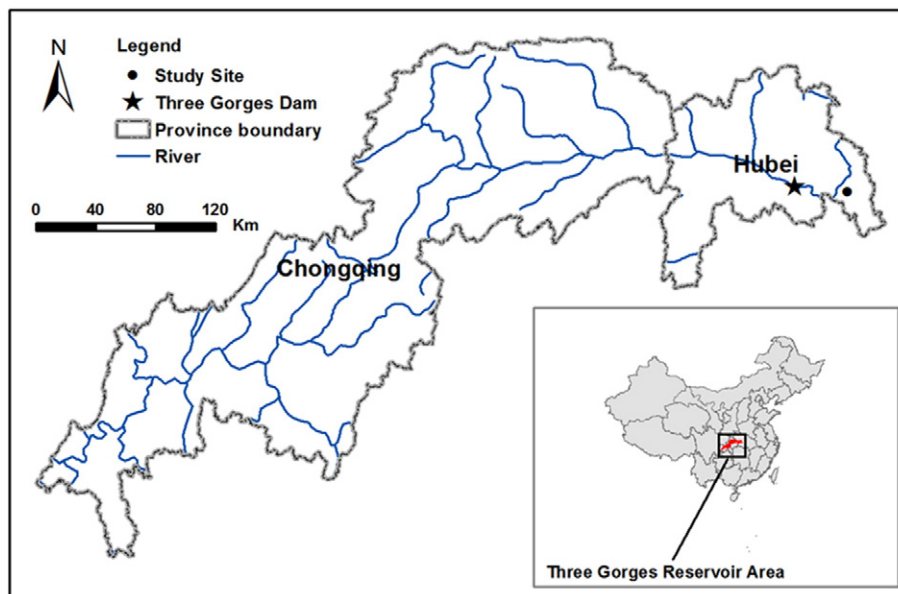 N
Legend
Study Site
Three Gorges Dam
Province boundary
River
0 40 80 120
Km
Hubei
Chongqing
Three Gorges Reservoir Area